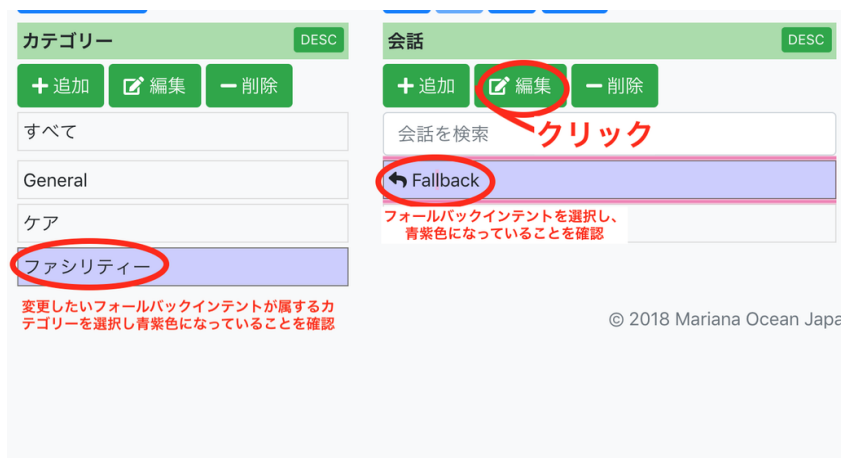 カテゴリー
DESC
追加
編集
削除
すべて
General
ケア
ファシリティー
変更したいフォールバックインテントが属するカ
テゴリーを選択し青紫色になっていることを確認
会話
DESC
追加
編集
削除
会話を検索
クリック
Fallback
フォールバックインテントを選択し、
青紫色になっていることを確認
© 2018 Mariana Ocean Japa